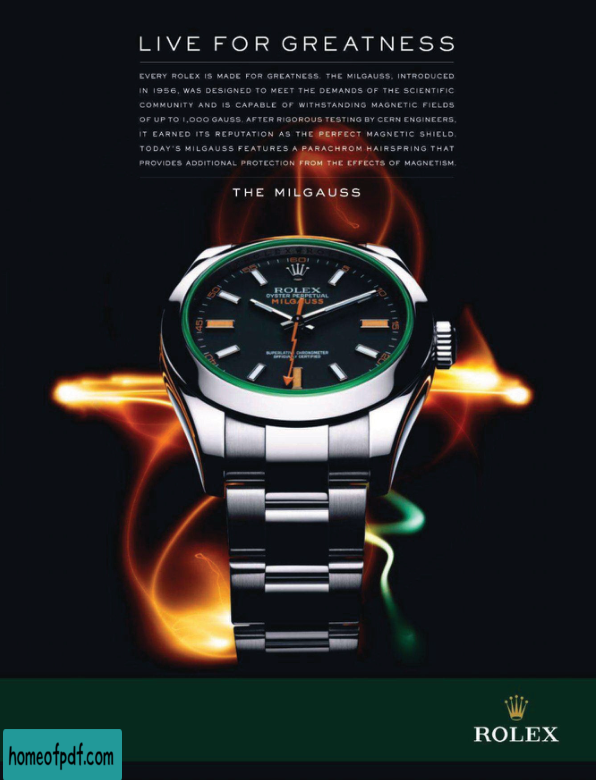 LIVE FOR GREATNESS
EVERY ROLEX IS MADE FOR GREATNESS. THE MILGAUSS, INTRODUCED
IN 1956, WAS DESIGNED TO MEET THE DEMANDS OF THE SCIENTIFIC
COMMUNITY AND IS CAPABLE OF WITHSTANDING MAGNETIC FIELDS
OF UP TO 1,000 GAUSS. AFTER RIGOROUS TESTING BY CERN ENGINEERS,
IT EARNED ITS REPUTATION AS THE PERFECT MAGNETIC SHIELD.
TODAY'S MILGAUSS FEATURES A PARACHROM HAIRSPRING THAT
PROVIDES ADDITIONAL PROTECTION FROM THE EFFECTS OF MAGNETISM.
THE MILGAUSS
ROLEX
OYSTER PERPETUAL
MILGAUSS
SUPERLATIVE CHRONOMETER
OFFICIALLY CERTIFIED
ROLEX
homeofpdf.com